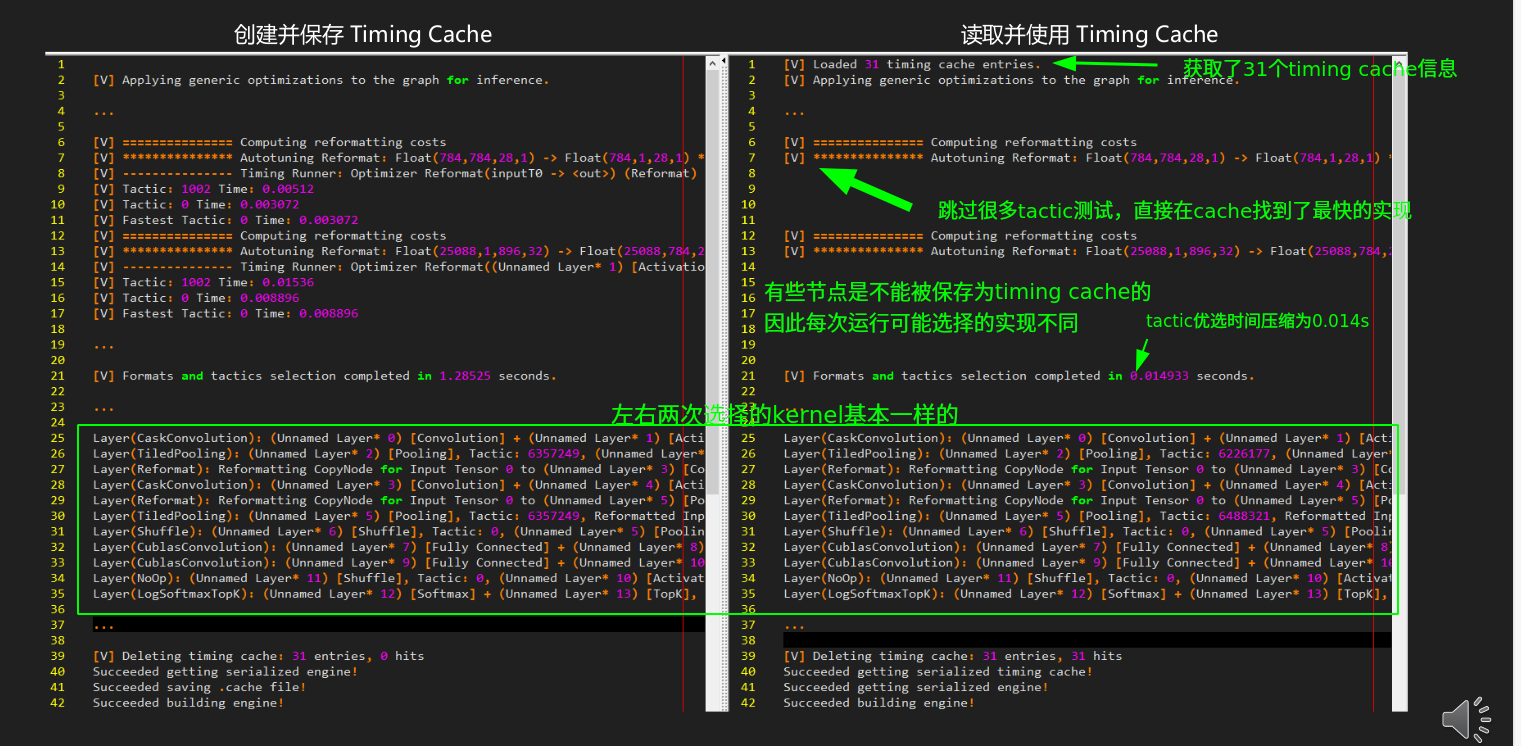 创建并保存 Timing Cache
1
2 [V] Applying generic optimizations to the graph for inference.
3
4 ...
5
6 [V] =============== Computing reformatting costs
7 [V] *************** Autotuning Reformat: Float(784,784,28,1) -> Float(784,1,28,1) *
8 [V] --------------- Timing Runner: Optimizer Reformat(inputT0 -> <out>) (Reformat)
9 [V] Tactic: 1002 Time: 0.00512
10 [V] Tactic: 0 Time: 0.003072
11 [V] Fastest Tactic: 0 Time: 0.003072
12 [V] =============== Computing reformatting costs
13 [V] *************** Autotuning Reformat: Float(25088,1,896,32) -> Float(25088,784,2
14 [V] --------------- Timing Runner: Optimizer Reformat((Unnamed Layer* 1) [Activatio
15 [V] Tactic: 1002 Time: 0.01536
16 [V] Tactic: 0 Time: 0.008896
17 [V] Fastest Tactic: 0 Time: 0.008896
18
19 ...
20
21 [V] Formats and tactics selection completed in 1.28525 seconds.
22
23 ...
24
25 Layer(CaskConvolution): (Unnamed Layer* 0) [Convolution] + (Unnamed Layer* 1) [Acti
26 Layer(TiledPooling): (Unnamed Layer* 2) [Pooling], Tactic: 6357249, (Unnamed Layer*
27 Layer(Reformat): Reformatting CopyNode for Input Tensor 0 to (Unnamed Layer* 3) [Co
28 Layer(CaskConvolution): (Unnamed Layer* 3) [Convolution] + (Unnamed Layer* 4) [Acti
29 Layer(Reformat): Reformatting CopyNode for Input Tensor 0 to (Unnamed Layer* 5) [Po
30 Layer(TiledPooling): (Unnamed Layer* 5) [Pooling], Tactic: 6357249, Reformatted Inp
31 Layer(Shuffle): (Unnamed Layer* 6) [Shuffle], Tactic: 0, (Unnamed Layer* 5) [Poolin
32 Layer(CublasConvolution): (Unnamed Layer* 7) [Fully Connected] + (Unnamed Layer* 8)
33 Layer(CublasConvolution): (Unnamed Layer* 9) [Fully Connected] + (Unnamed Layer* 10
34 Layer(NoOp): (Unnamed Layer* 11) [Shuffle], Tactic: 0, (Unnamed Layer* 10) [Activat
35 Layer(LogSoftmaxTopK): (Unnamed Layer* 12) [Softmax] + (Unnamed Layer* 13) [TopK],
36
37 ...
38
39 [V] Deleting timing cache: 31 entries, 0 hits
40 Succeeded getting serialized engine!
41 Succeeded saving .cache file!
42 Succeeded building engine!
读取并使用 Timing Cache
1 [V] Loaded 31 timing cache entries.
获取了31个timing cache信息
2 [V] Applying generic optimizations to the graph for inference.
3
4 ...
5
6 [V] =============== Computing reformatting costs
7 [V] *************** Autotuning Reformat: Float(784,784,28,1) -> Float(784,1,28,1) *
8
9
10
跳过很多tactic测试，直接在cache找到了最快的实现
11
12 [V] =============== Computing reformatting costs
13 [V] *************** Autotuning Reformat: Float(25088,1,896,32) -> Float(25088,784,
14
15
有些节点是不能被保存为timing cache的
16
17
因此每次运行可能选择的实现不同
tactic优选时间压缩为0.014s
18
19
20
21 [V] Formats and tactics selection completed in 0.014933 seconds.
22
23 ...
左右两次选择的kernel基本一样的
24
25 Layer(CaskConvolution): (Unnamed Layer* 0) [Convolution] + (Unnamed Layer* 1) [Acti
26 Layer(TiledPooling): (Unnamed Layer* 2) [Pooling], Tactic: 6226177, (Unnamed Layer*
27 Layer(Reformat): Reformatting CopyNode for Input Tensor 0 to (Unnamed Layer* 3) [Co
28 Layer(CaskConvolution): (Unnamed Layer* 3) [Convolution] + (Unnamed Layer* 4) [Acti
29 Layer(Reformat): Reformatting CopyNode for Input Tensor 0 to (Unnamed Layer* 5) [Po
30 Layer(TiledPooling): (Unnamed Layer* 5) [Pooling], Tactic: 6488321, Reformatted Inp
31 Layer(Shuffle): (Unnamed Layer* 6) [Shuffle], Tactic: 0, (Unnamed Layer* 5) [Poolin
32 Layer(CublasConvolution): (Unnamed Layer* 7) [Fully Connected] + (Unnamed Layer* 8
33 Layer(CublasConvolution): (Unnamed Layer* 9) [Fully Connected] + (Unnamed Layer* 10
34 Layer(NoOp): (Unnamed Layer* 11) [Shuffle], Tactic: 0, (Unnamed Layer* 10) [Activa
35 Layer(LogSoftmaxTopK): (Unnamed Layer* 12) [Softmax] + (Unnamed Layer* 13) [TopK],
36
37 ...
38
39 [V] Deleting timing cache: 31 entries, 31 hits
40 Succeeded getting serialized timing cache!
41 Succeeded getting serialized engine!
42 Succeeded building engine!